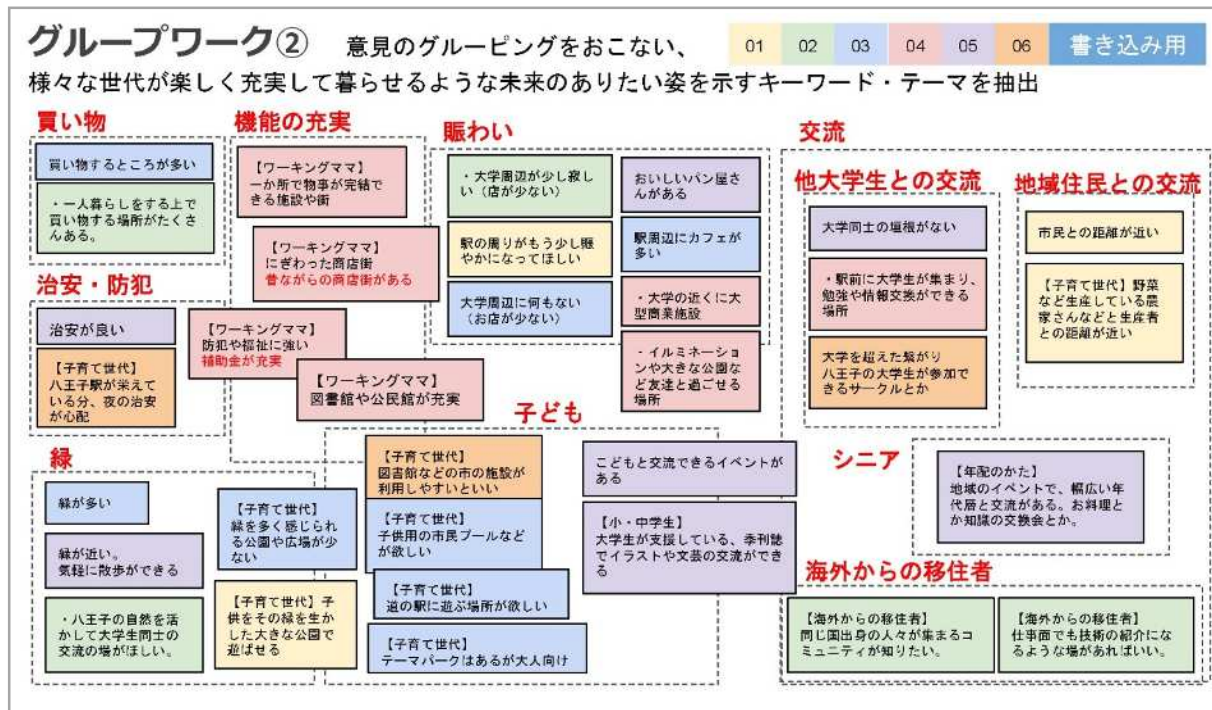 グループワーク② 意見のグルーピングをおこない、
01 02 03 04 05 06 書き込み用
様々な世代が楽しく充実して暮らせるような未来のありたい姿を示すキーワード・テーマを抽出
買い物
買い物するところが多い
・一人暮らしをする上で
買い物する場所がたくさ
んある。
治安・防犯
治安が良い
【子育て世代】
八王子駅が栄えて
いる分、夜の治安
が心配
機能の充実
【ワーキングママ】
一か所で物事が完結で
きる施設や街
【ワーキングママ】
にぎわった商店街
昔ながらの商店街がある
【ワーキングママ】
防犯や福祉に強い
補助金が充実
【ワーキングママ】
図書館や公民館が充実
賑わい
・大学周辺が少し寂し
い（店が少ない）
駅の周りがもう少し賑
やかになってほしい
大学周辺に何もない
（お店が少ない）
おいしいパン屋さ
んがある
駅周辺にカフェが
多い
・大学の近くに大
型商業施設
・イルミネーショ
ンや大きな公園な
ど友達と過ごせる
場所
交流
他大学生との交流
大学同士の垣根がない
・駅前に大学生が集まり、
勉強や情報交換ができる
場所
大学を超えた繋がり
八王子の大学生が参加で
きるサークルとか
地域住民との交流
市民との距離が近い
【子育て世代】野菜
など生産している農
家さんなどと生産者
との距離が近い
緑
緑が多い
緑が近い。
気軽に散歩ができる
・八王子の自然を活
かして大学生同士の
交流の場がほしい。
【子育て世代】
緑を多く感じられ
る公園や広場が少
ない
【子育て世代】子
供をその緑を生か
した大きな公園で
遊ばせる
子ども
【子育て世代】
図書館などの市の施設が
利用しやすいといい
【子育て世代】
子供用の市民プールなど
が欲しい
【子育て世代】
道の駅に遊ぶ場所が欲しい
【子育て世代】
テーマパークはあるが大人向け
こどもと交流できるイベントが
ある
【小・中学生】
大学生が支援している、季刊誌
でイラストや文芸の交流ができ
る
シニア
【年配のかた】
地域のイベントで、幅広い年
代層と交流がある。お料理と
か知識の交換会とか。
海外からの移住者
【海外からの移住者】
同じ国出身の人々が集まるコ
ミュニティが知りたい。
【海外からの移住者】
仕事面でも技術の紹介にな
るような場があればいい。